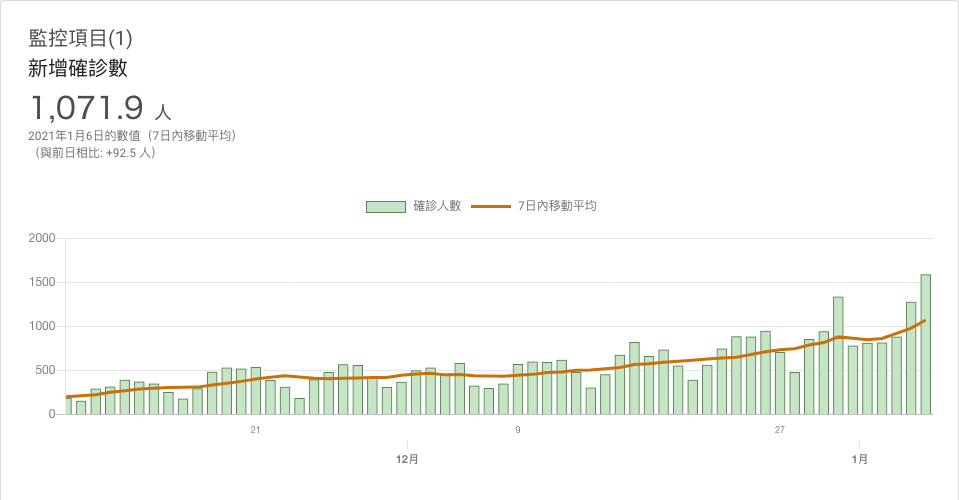 監控項目(1)
新增確診數
1,071.9 人
2021年1月6日的數值（7日內移動平均）
（與前日相比: +92.5 人）
確診人數 7日內移動平均
2000
1500
1000
500
0
21 9 27
12月 1月